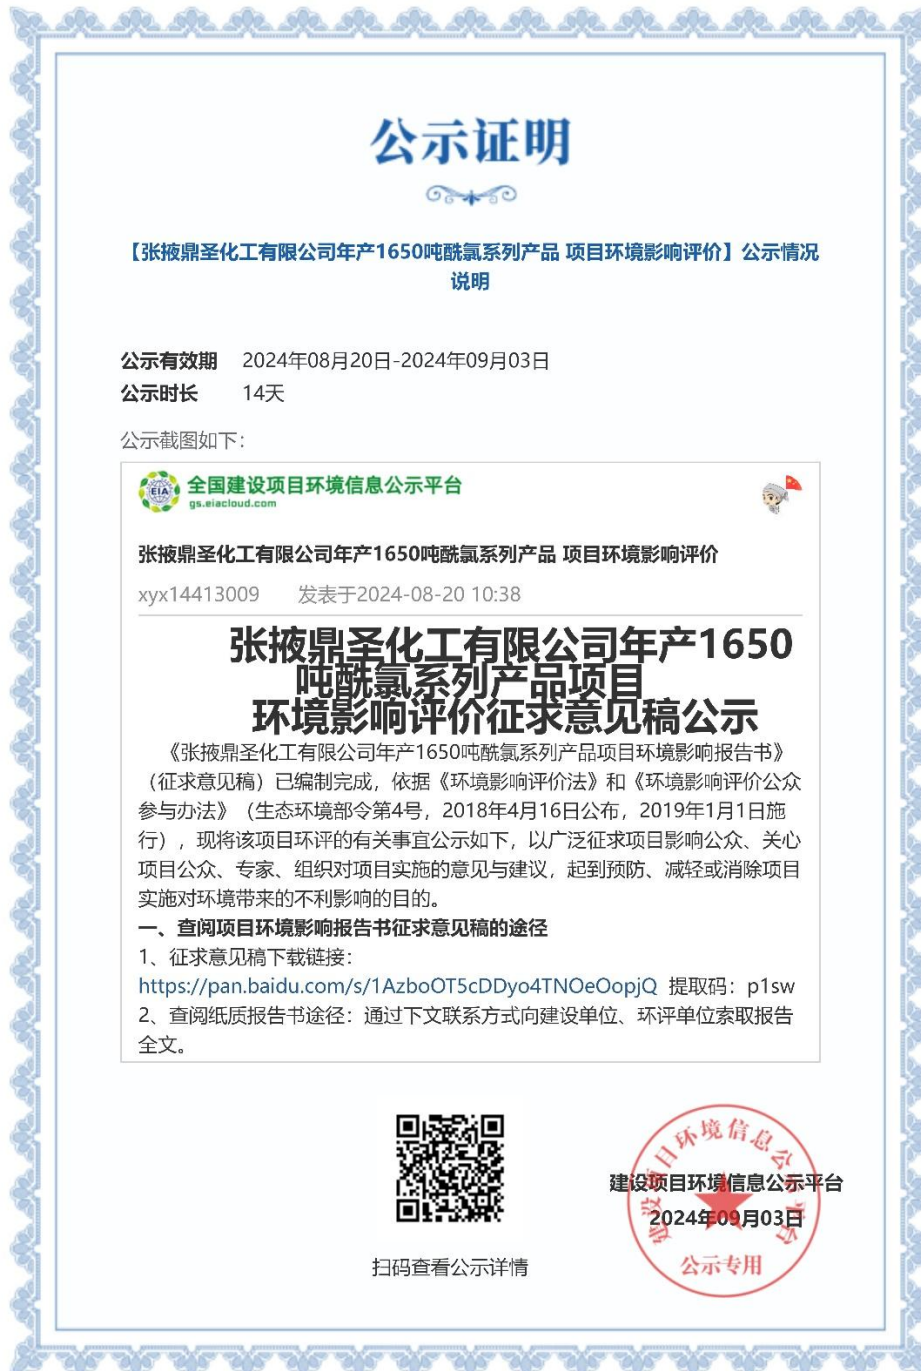 公示证明
【张掖鼎圣化工有限公司年产1650吨酰氯系列产品 项目环境影响评价】公示情况
说明
公示有效期 2024年08月20日-2024年09月03日
公示时长 14天
公示截图如下：
EIA
全国建设项目环境信息公示平台
gs.eiacloud.com
张掖鼎圣化工有限公司年产1650吨酰氯系列产品 项目环境影响评价
xyx14413009 发表于2024-08-20 10:38
张掖鼎圣化工有限公司年产1650
吨酰氯系列产品项目
环境影响评价征求意见稿公示
《张掖鼎圣化工有限公司年产1650吨酰氯系列产品项目环境影响报告书》
（征求意见稿）已编制完成，依据《环境影响评价法》和《环境影响评价公众
参与办法》（生态环境部令第4号，2018年4月16日公布，2019年1月1日施
行），现将该项目环评的有关事宜公示如下，以广泛征求项目影响公众、关心
项目公众、专家、组织对项目实施的意见与建议，起到预防、减轻或消除项目
实施对环境带来的不利影响的目的。
一、查阅项目环境影响报告书征求意见稿的途径
1、征求意见稿下载链接：
https://pan.baidu.com/s/1AzboOT5cDDyo4TNOeOopjQ 提取码：p1sw
2、查阅纸质报告书途径：通过下文联系方式向建设单位、环评单位索取报告
全文。
扫码查看公示详情
建设项目环境信息公示平台
2024年09月03日
建设项目环境信息公示平台
公示专用